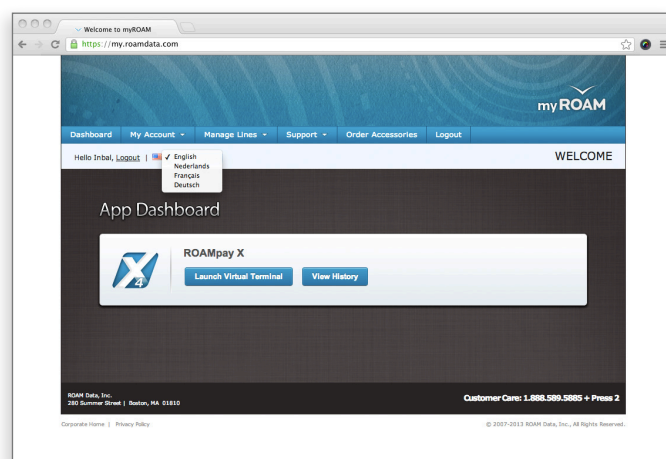 Welcome to myROAM
https://my.roamdata.com
myROAM
Dashboard My Account Manage Lines Support Order Accessories Logout
Hello Inbal, Logout | ✓ English
Nederlands
Français
Deutsch
WELCOME
App Dashboard
X
4
ROAMpay X
Launch Virtual Terminal View History
ROAM Data, Inc.
280 Summer Street | Boston, MA 01810
Customer Care: 1.888.589.5885 + Press 2
Corporate Home | Privacy Policy
© 2007-2013 ROAM Data, Inc., All Rights Reserved.